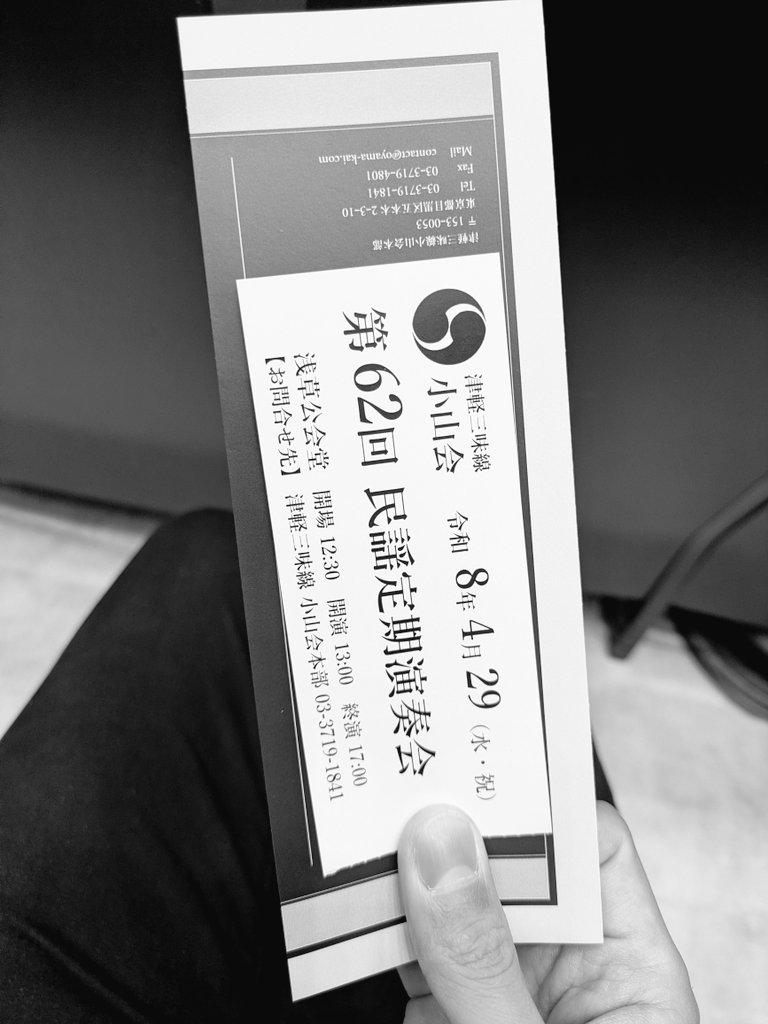 津軽三味線
小山会
令和 8年 4月 29(水・祝)
第62回 民謡定期演奏会
浅草公会堂 開場 12:30 開演 13:00 終演 17:00
【お問合せ先】 津軽三味線 小山会本部 03-3719-1841
津軽三味線小山会本部
〒153-0053
東京都目黒区五本木 2-3-10
Tel 03-3719-1841
Fax 03-3719-4801
Mail contact@oyama-kai.com